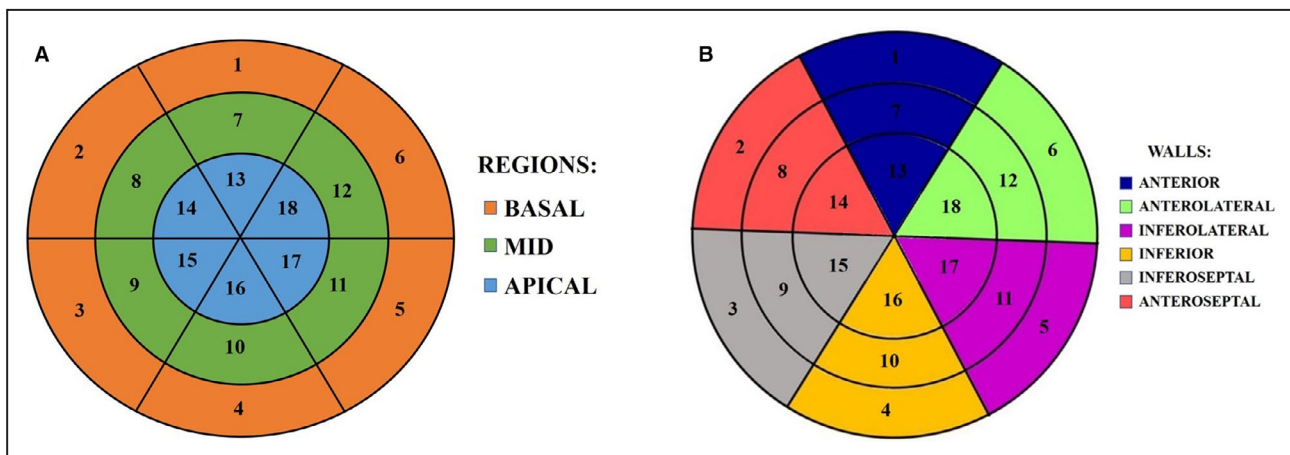 A
1
2
6
7
8
12
13
14
18
15
17
16
9
11
3
5
10
4
REGIONS:
BASAL
MID
APICAL
B
1
2
6
7
8
12
13
14
18
15
17
16
9
11
3
5
10
4
WALLS:
ANTERIOR
ANTEROLATERAL
INFEROLATERAL
INFERIOR
INFEROSEPTAL
ANTEROSEPTAL